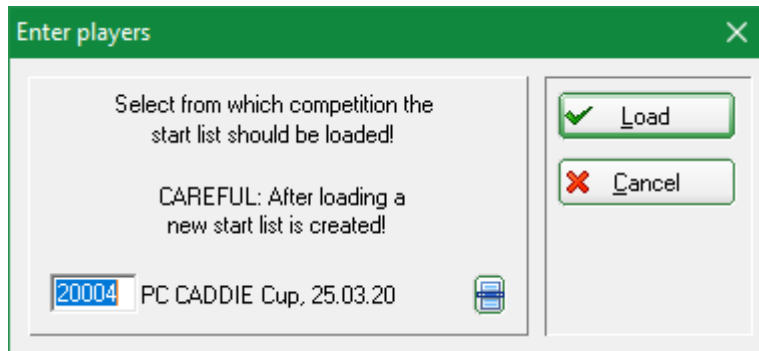 Enter players
Select from which competition the
start list should be loaded!
CAREFUL: After loading a
new start list is created!
20004 PC CADDIE Cup, 25.03.20
Load
Cancel